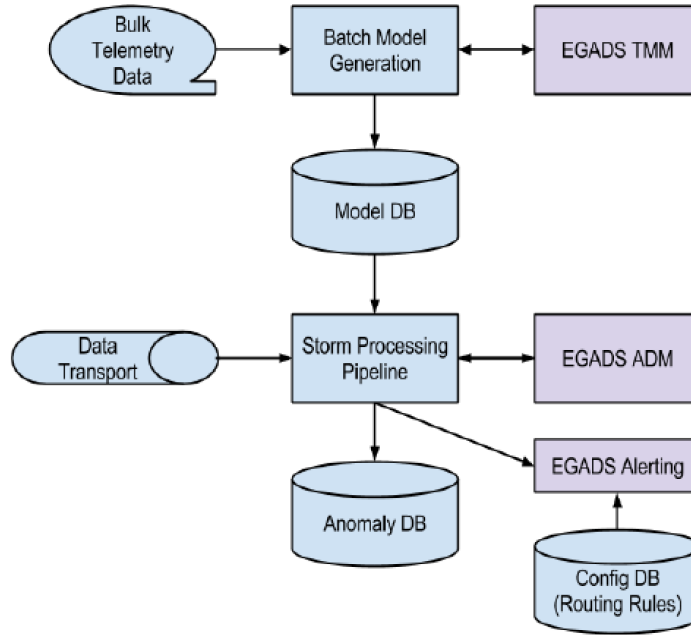 Bulk
Telemetry
Data
Batch Model
Generation
EGADS TMM
Model DB
Data
Transport
Storm Processing
Pipeline
EGADS ADM
EGADS Alerting
Anomaly DB
Config DB
(Routing Rules)